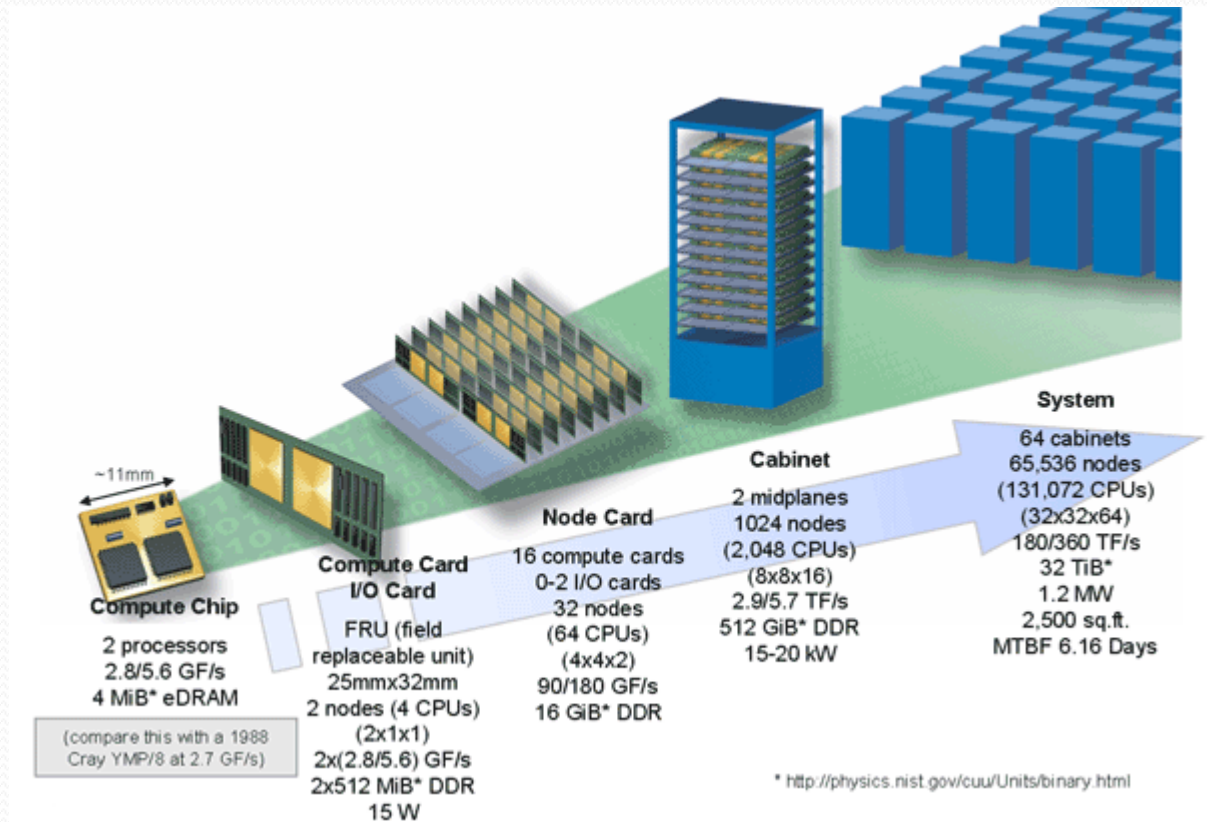 ~11mm
Compute Chip
2 processors
2.8/5.6 GF/s
4 MiB* eDRAM
(compare this with a 1988
Cray YMP/8 at 2.7 GF/s)
Compute Card
I/O Card
FRU (field
replaceable unit)
25mmx32mm
2 nodes (4 CPUs)
(2x1x1)
2x(2.8/5.6) GF/s
2x512 MiB* DDR
15 W
Node Card
16 compute cards
0-2 I/O cards
32 nodes
(64 CPUs)
(4x4x2)
90/180 GF/s
16 GiB* DDR
Cabinet
2 midplanes
1024 nodes
(2,048 CPUs)
(8x8x16)
2.9/5.7 TF/s
512 GiB* DDR
15-20 kW
System
64 cabinets
65,536 nodes
(131,072 CPUs)
(32x32x64)
180/360 TF/s
32 TiB*
1.2 MW
2,500 sq.ft.
MTBF 6.16 Days
* http://physics.nist.gov/cuu/Units/binary.html